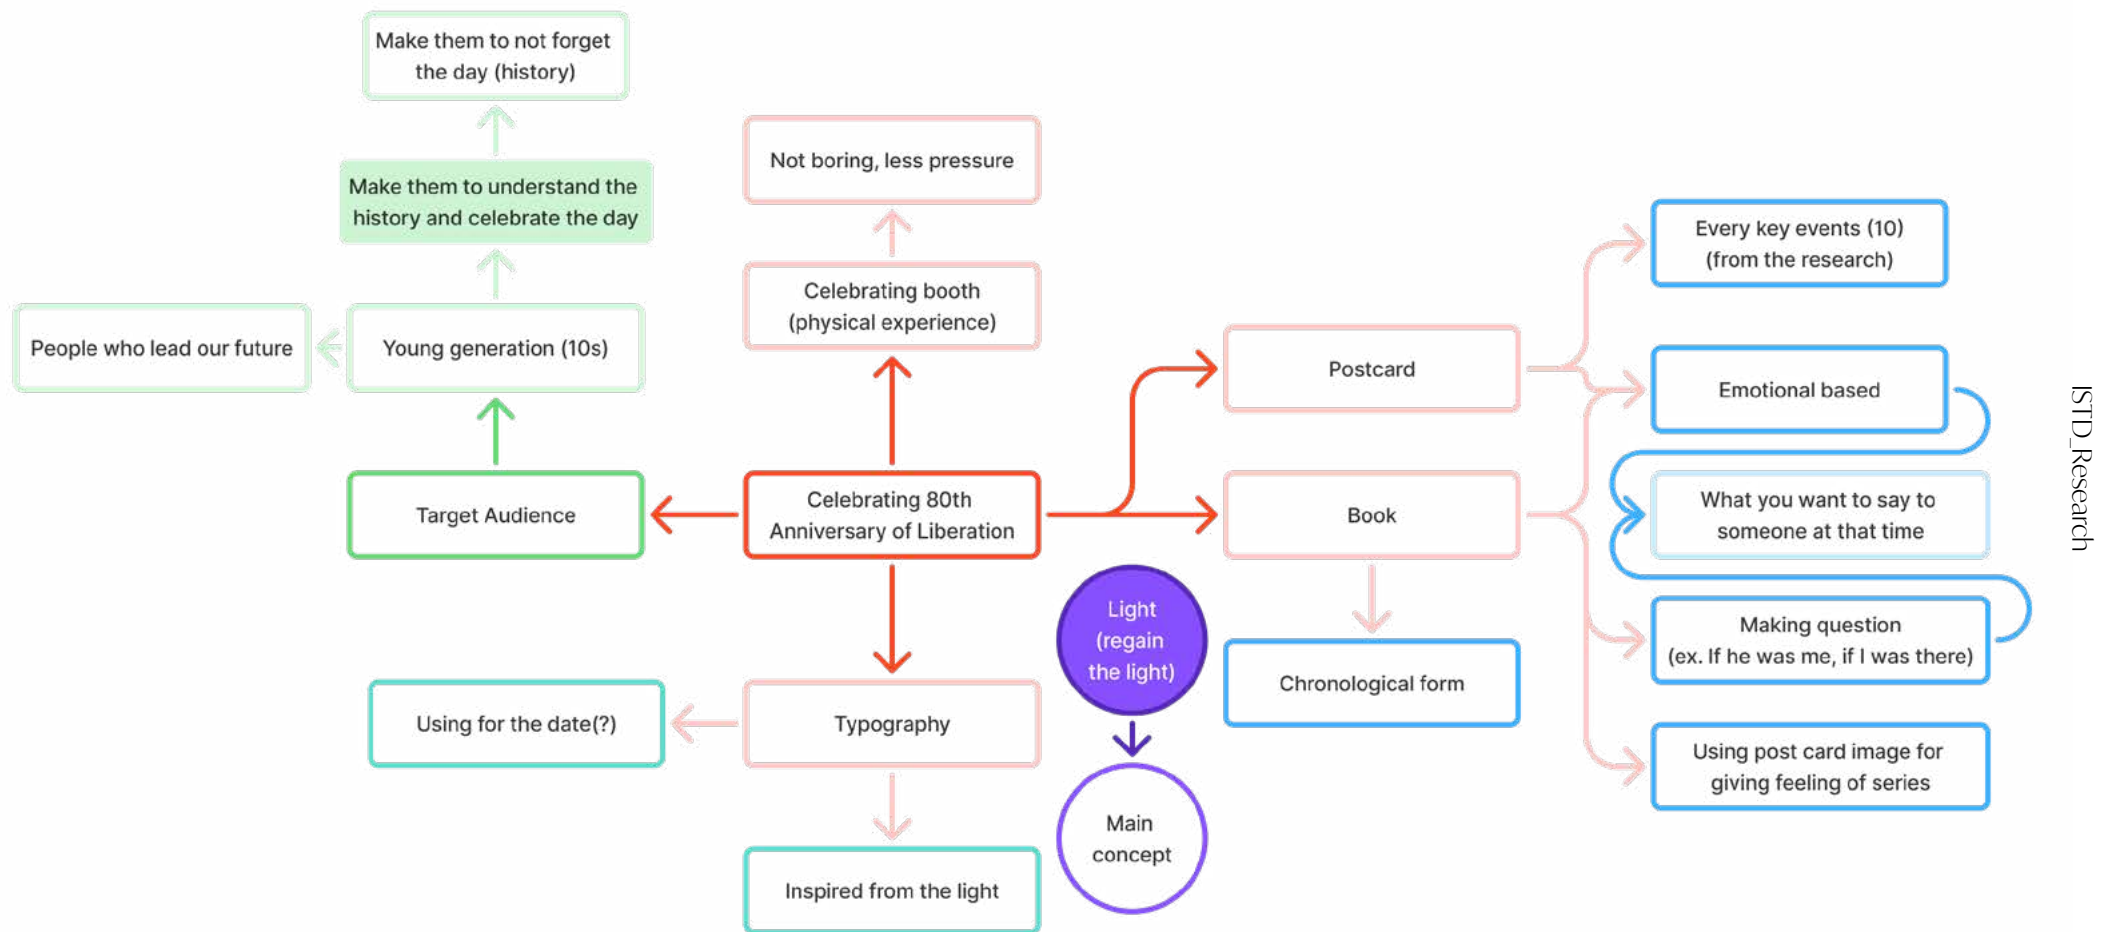 Make them to not forget
the day (history)
Make them to understand the
history and celebrate the day
People who lead our future
Young generation (10s)
Target Audience
Not boring, less pressure
Celebrating booth
(physical experience)
Celebrating 80th
Anniversary of Liberation
Typography
Using for the date(?)
Inspired from the light
Light
(regain
the light)
Main
concept
Postcard
Book
Chronological form
Every key events (10)
(from the research)
Emotional based
What you want to say to
someone at that time
Making question
(ex. If he was me, if I was there)
Using post card image for
giving feeling of series
ISTD_Research